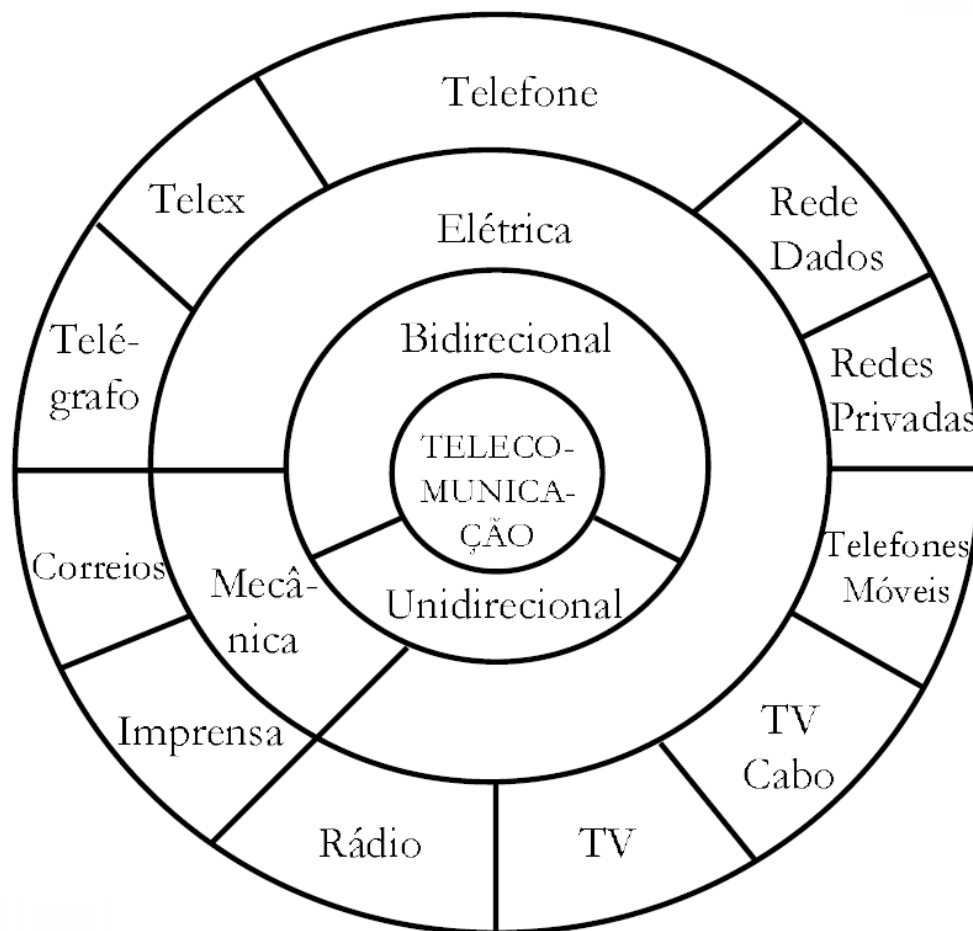 Telefone
Telex
Rede
Dados
Elétrica
Telé-
grafo
Bidirecional
Redes
Privadas
TELECO-
MUNICA-
ÇÃO
Correios
Mecâ-
nica
Unidirecional
Telefones
Móveis
Imprensa
TV
Cabo
Rádio
TV